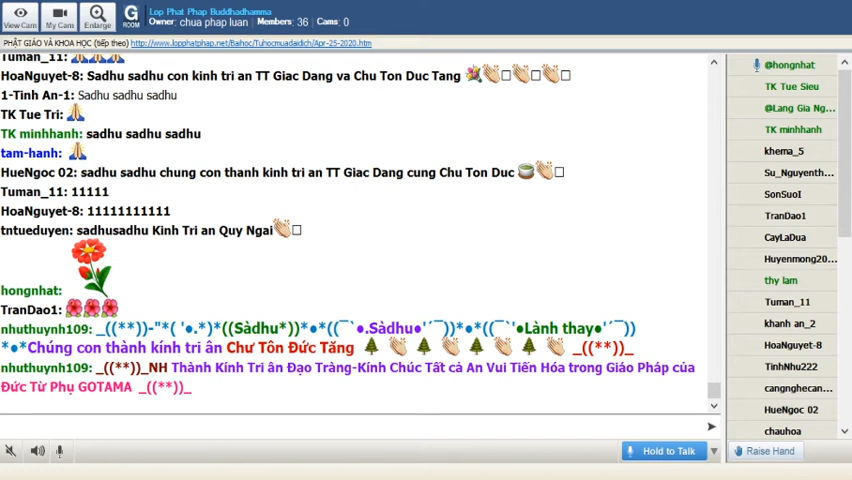 View Cam
My Cam
Enlarge
G
ROOM
Lop Phat Phap Buddhadhamma
Owner: chua phap luan Members: 36 Cams: 0
PHẬT GIÁO VÀ KHOA HỌC (tiếp theo) http://www.lopphatphap.net/Baihoc/Tuhocmuadaidich/Apr-25-2020.htm
Tuman_11:
HoaNguyet-8: Sadhu sadhu con kinh tri an TT Giac Dang va Chu Ton Duc Tang
1-Tinh An-1: Sadhu sadhu sadhu
TK Tue Tri:
TK minhhanh: sadhu sadhu sadhu
tam-hanh:
HueNgoc 02: sadhu sadhu chung con thanh kinh tri an TT Giac Dang cung Chu Ton Duc
Tuman_11: 11111
HoaNguyet-8: 11111111111
tntueduyen: sadhusadhu Kinh Tri an Quy Ngai
hongnhat:
TranDao1:
nhuthuynh109: _((**))-"*( '●.*)*((Sàdhu*))*●*((¯`●.Sàdhu●'´¯))*●*((¯`'●Lành thay●'´¯))
*●*Chúng con thành kính tri ân Chư Tôn Đức Tăng _((**))_
nhuthuynh109: _((**))_NH Thành Kính Tri ân Đạo Tràng-Kính Chúc Tất cả An Vui Tiến Hóa trong Giáo Pháp của
Đức Từ Phụ GOTAMA _((**))_
Hold to Talk
@hongnhat
TK Tue Sieu
@Lang Gia Ng...
TK minhhanh
khema_5
Su_Nguyenth...
SonSuoI
TranDao1
CayLaDua
Huyenmong20...
thy lam
Tuman_11
khanh an_2
HoaNguyet-8
TinhNhu222
cangnghecan...
HueNgoc 02
chauhoa
Raise Hand